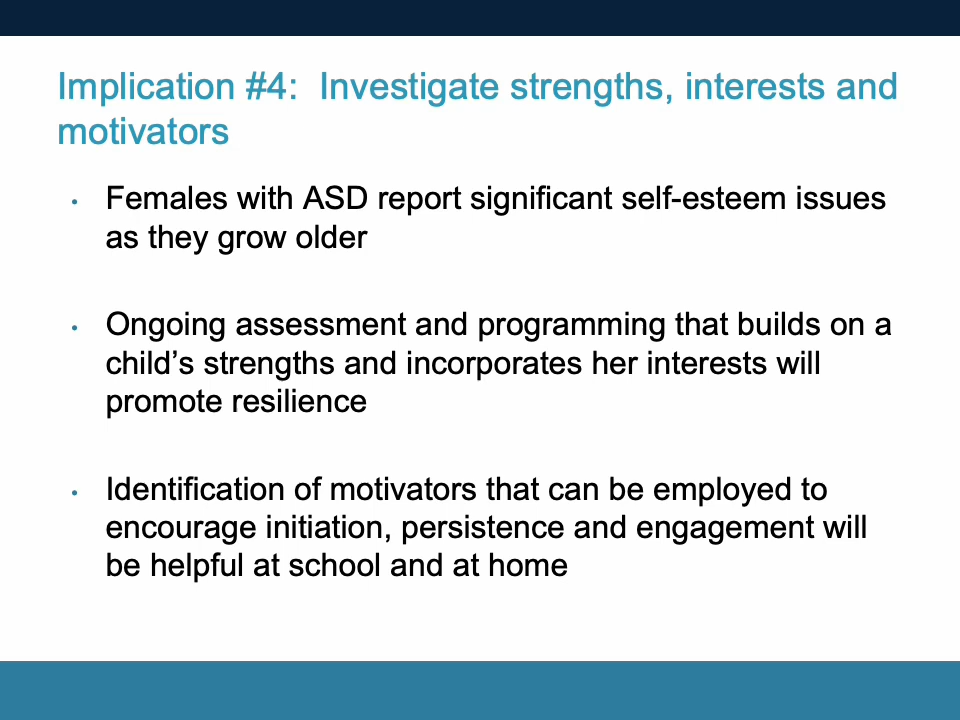 Implication #4:  Investigate strengths, interests and
motivators
• Females with ASD report significant self-esteem issues
as they grow older
• Ongoing assessment and programming that builds on a
child’s strengths and incorporates her interests will
promote resilience
• Identification of motivators that can be employed to
encourage initiation, persistence and engagement will
be helpful at school and at home